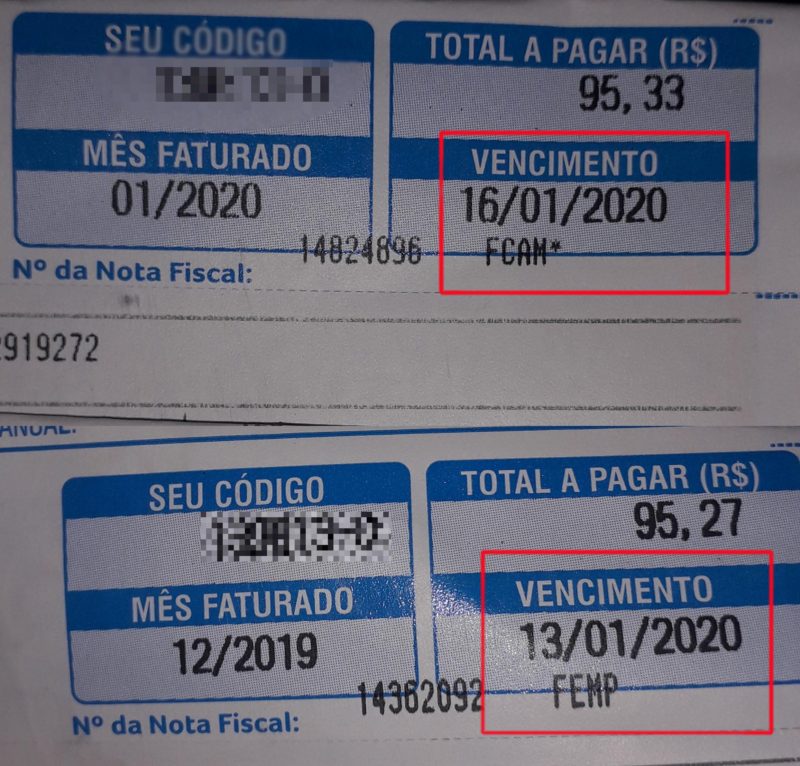 SEU CÓDIGO
TOTAL A PAGAR (R$)
95,33
MÊS FATURADO
VENCIMENTO
01/2020
16/01/2020
14824896
FCAM*
Nº da Nota Fiscal:
2919272
ANUAL.
SEU CÓDIGO
TOTAL A PAGAR (R$)
95,27
MÊS FATURADO
VENCIMENTO
12/2019
13/01/2020
14362092
FEMP
Nº da Nota Fiscal: